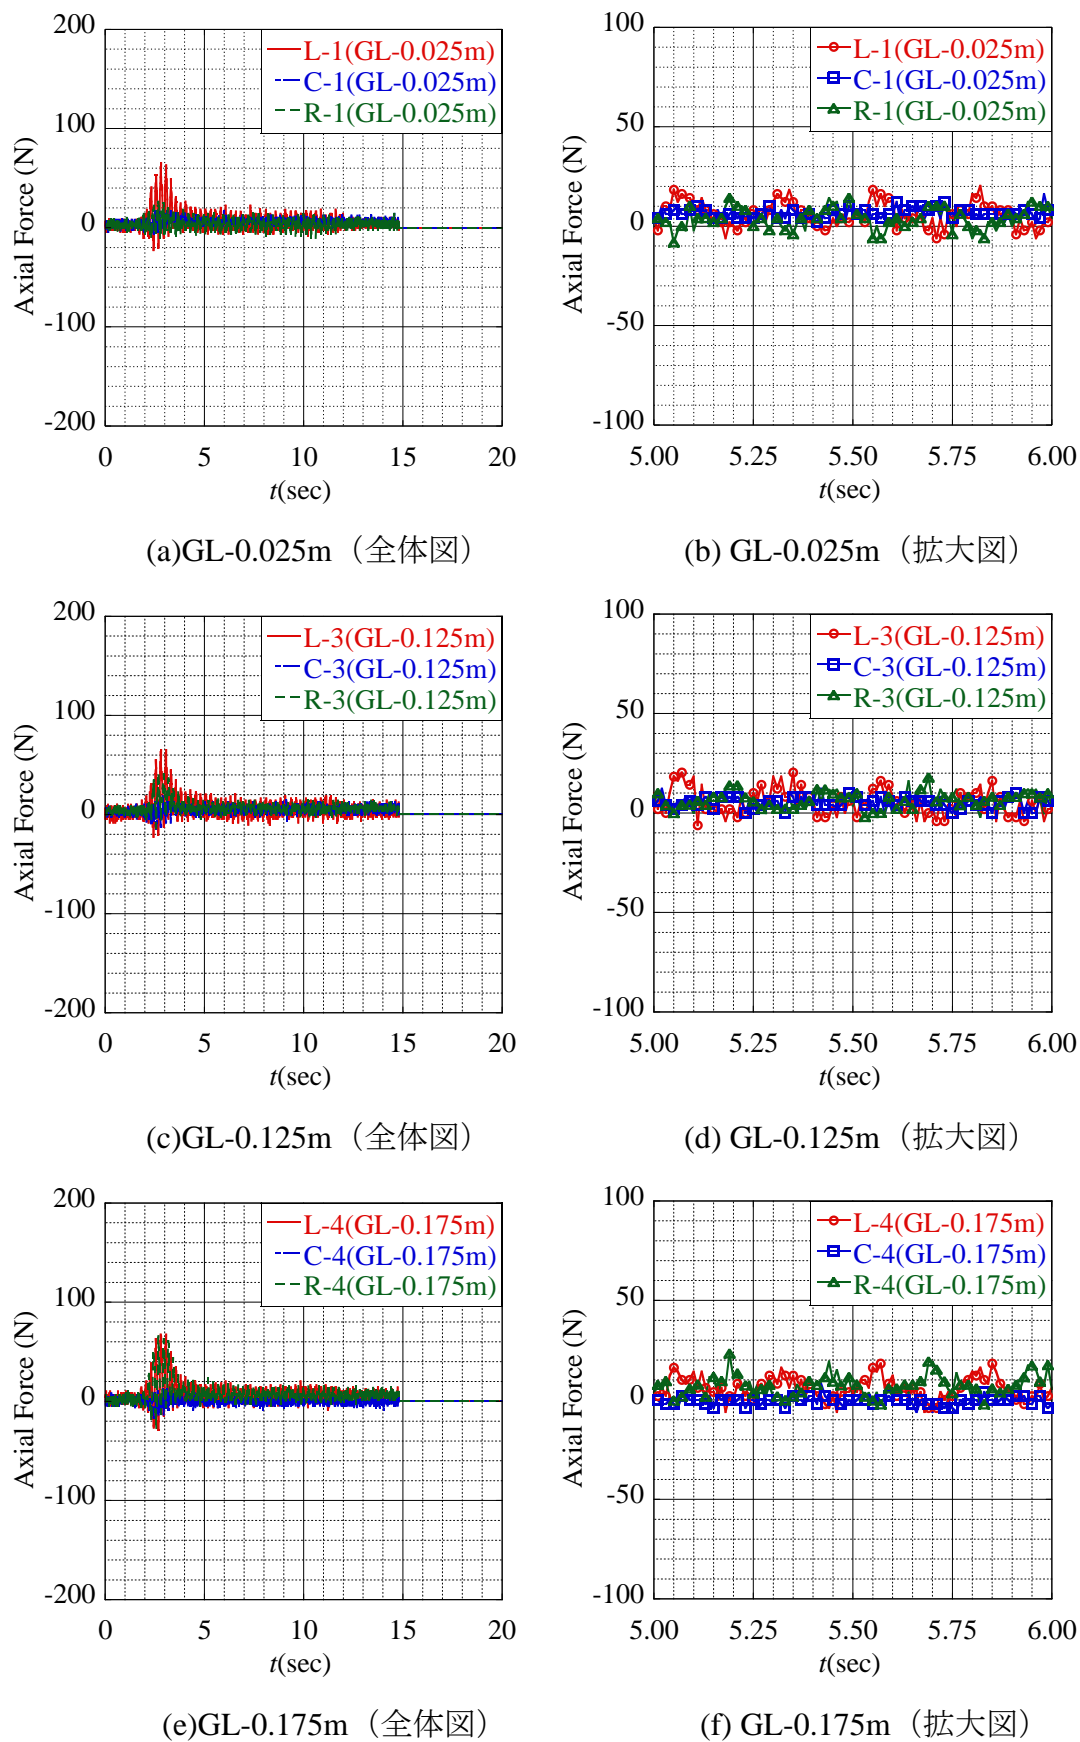 200
100
0
-100
-200
Axial Force (N)
L-1(GL-0.025m)
C-1(GL-0.025m)
R-1(GL-0.025m)
0 5 10 15 20
t(sec)
(a)GL-0.025m（全体図）
100
50
0
-50
-100
Axial Force (N)
L-1(GL-0.025m)
C-1(GL-0.025m)
R-1(GL-0.025m)
5.00 5.25 5.50 5.75 6.00
t(sec)
(b) GL-0.025m（拡大図）
200
100
0
-100
-200
Axial Force (N)
L-3(GL-0.125m)
C-3(GL-0.125m)
R-3(GL-0.125m)
0 5 10 15 20
t(sec)
(c)GL-0.125m（全体図）
100
50
0
-50
-100
Axial Force (N)
L-3(GL-0.125m)
C-3(GL-0.125m)
R-3(GL-0.125m)
5.00 5.25 5.50 5.75 6.00
t(sec)
(d) GL-0.125m（拡大図）
200
100
0
-100
-200
Axial Force (N)
L-4(GL-0.175m)
C-4(GL-0.175m)
R-4(GL-0.175m)
0 5 10 15 20
t(sec)
(e)GL-0.175m（全体図）
100
50
0
-50
-100
Axial Force (N)
L-4(GL-0.175m)
C-4(GL-0.175m)
R-4(GL-0.175m)
5.00 5.25 5.50 5.75 6.00
t(sec)
(f) GL-0.175m（拡大図）